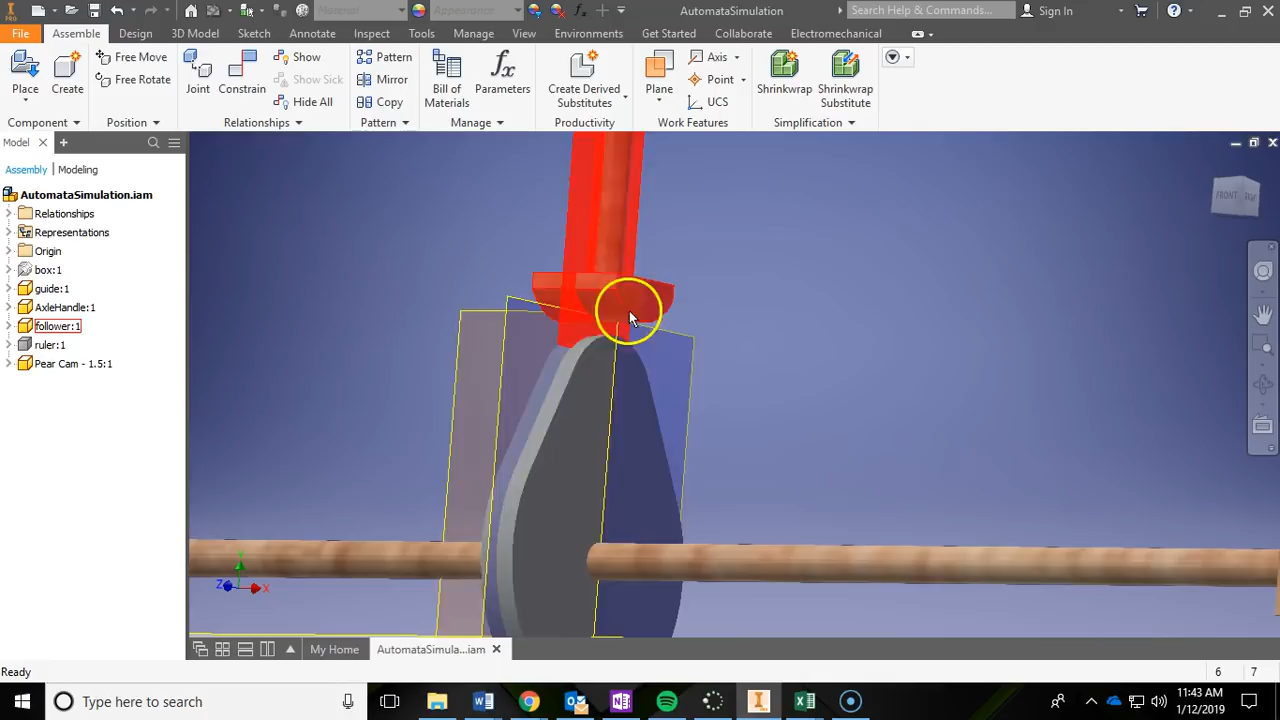 PRO
Material
Appearance
AutomataSimulation
Search Help & Commands...
Sign In
File
Assemble
Design
3D Model
Sketch
Annotate
Inspect
Tools
Manage
View
Environments
Get Started
Collaborate
Electromechanical
Place
Create
Free Move
Free Rotate
Joint
Constrain
Show
Show Sick
Hide All
Pattern
Mirror
Copy
Bill of
Materials
Parameters
Create Derived
Substitutes
Plane
Axis
Point
UCS
Shrinkwrap
Shrinkwrap
Substitute
Component
Position
Relationships
Pattern
Manage
Productivity
Work Features
Simplification
Model
Assembly
Modeling
AutomataSimulation.iam
Relationships
Representations
Origin
box:1
guide:1
AxleHandle:1
follower:1
ruler:1
Pear Cam - 1.5:1
FRONT
Y
Z
X
My Home
AutomataSimula...iam
Ready
6
7
Type here to search
11:43 AM
1/12/2019